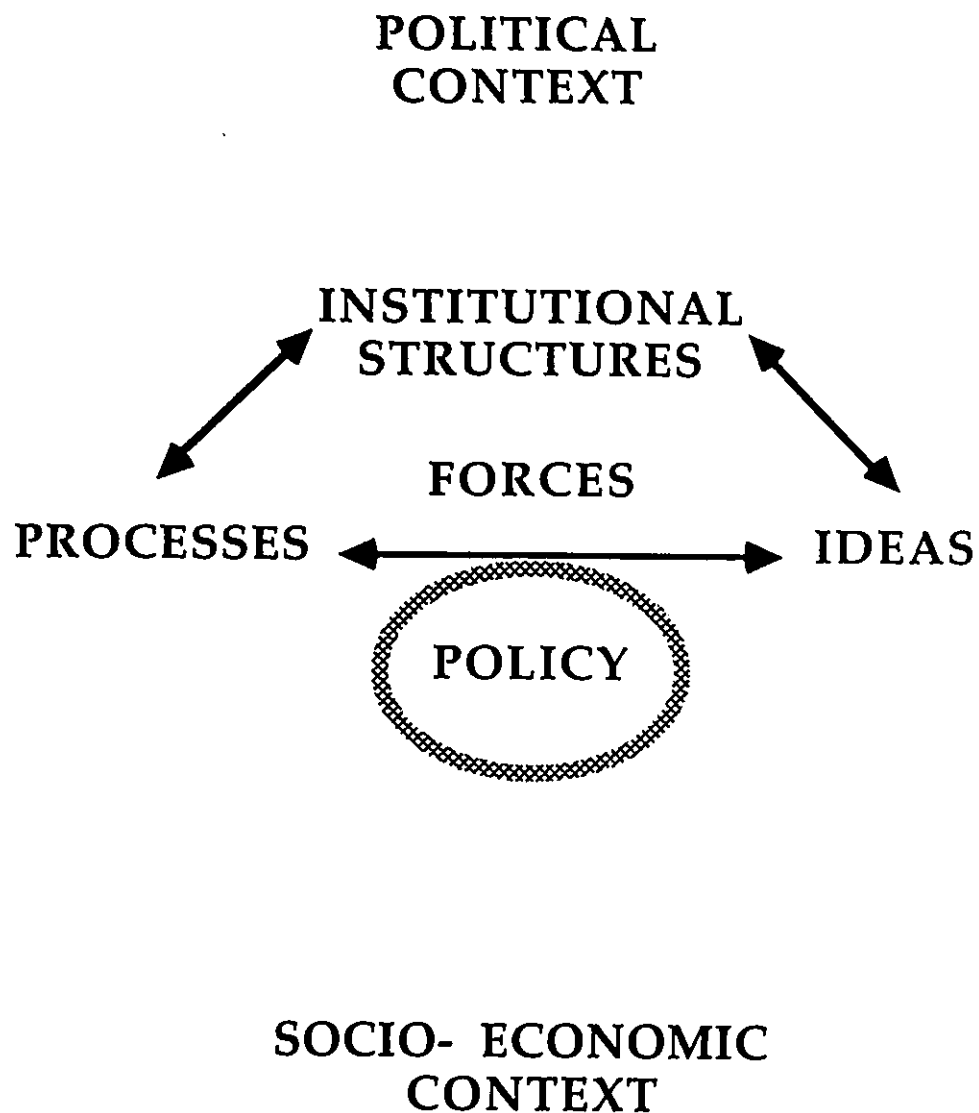 POLITICAL
CONTEXT
INSTITUTIONAL
STRUCTURES
FORCES
PROCESSES
IDEAS
POLICY
SOCIO- ECONOMIC
CONTEXT